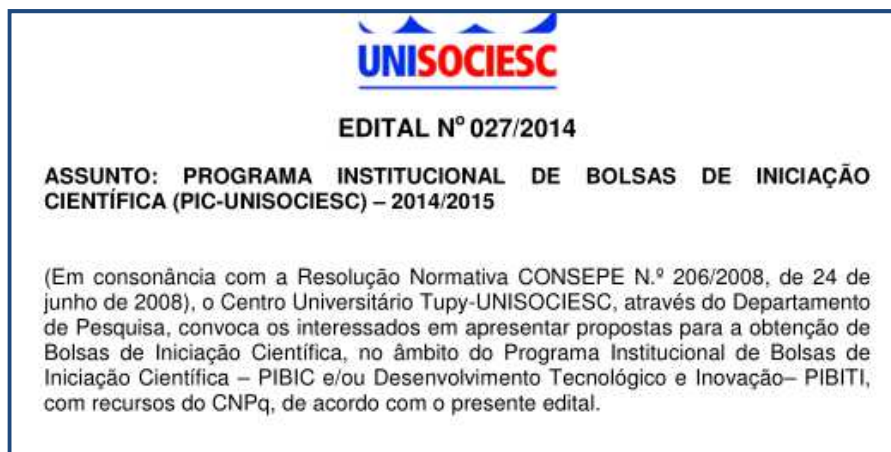 UNISOCIESC
EDITAL Nº 027/2014
ASSUNTO: PROGRAMA INSTITUCIONAL DE BOLSAS DE INICIAÇÃO
CIENTÍFICA (PIC-UNISOCIESC) – 2014/2015
(Em consonância com a Resolução Normativa CONSEPE N.º 206/2008, de 24 de
junho de 2008), o Centro Universitário Tupy-UNISOCIESC, através do Departamento
de Pesquisa, convoca os interessados em apresentar propostas para a obtenção de
Bolsas de Iniciação Científica, no âmbito do Programa Institucional de Bolsas de
Iniciação Científica – PIBIC e/ou Desenvolvimento Tecnológico e Inovação– PIBITI,
com recursos do CNPq, de acordo com o presente edital.